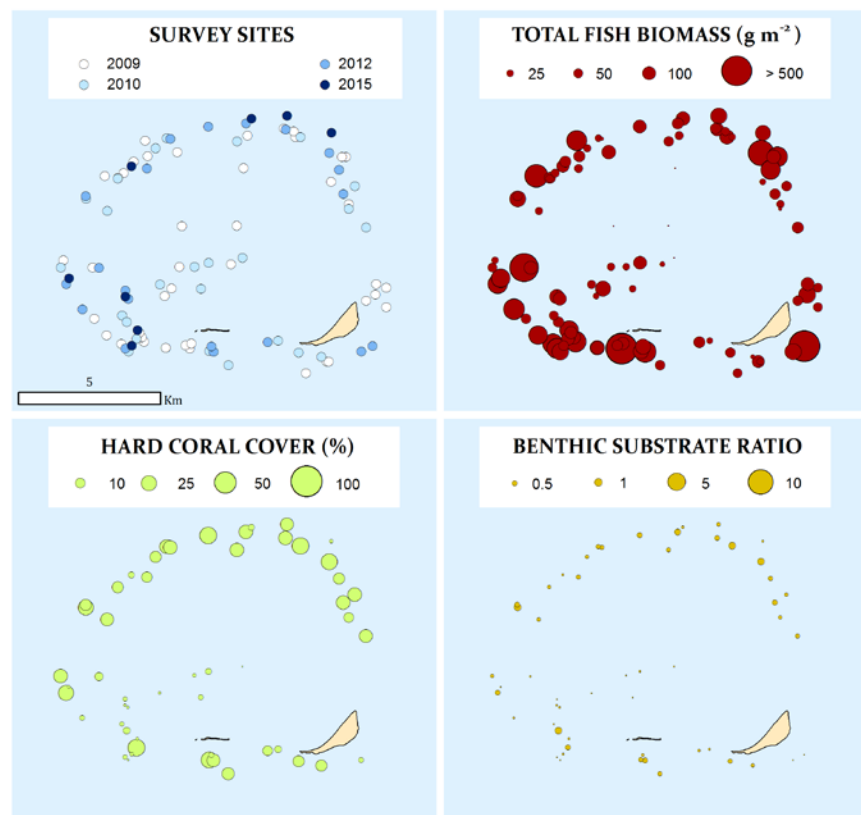 SURVEY SITES
2009 2012
2010 2015
5
Km
TOTAL FISH BIOMASS (g m⁻²)
25 50 100 > 500
HARD CORAL COVER (%)
10 25 50 100
BENTHIC SUBSTRATE RATIO
0.5 1 5 10